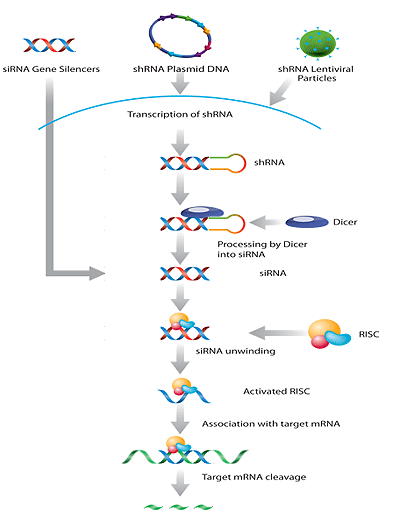 siRNA Gene Silencers
shRNA Plasmid DNA
shRNA Lentiviral
Particles
Transcription of shRNA
shRNA
Dicer
Processing by Dicer
into siRNA
siRNA
RISC
siRNA unwinding
Activated RISC
Association with target mRNA
Target mRNA cleavage